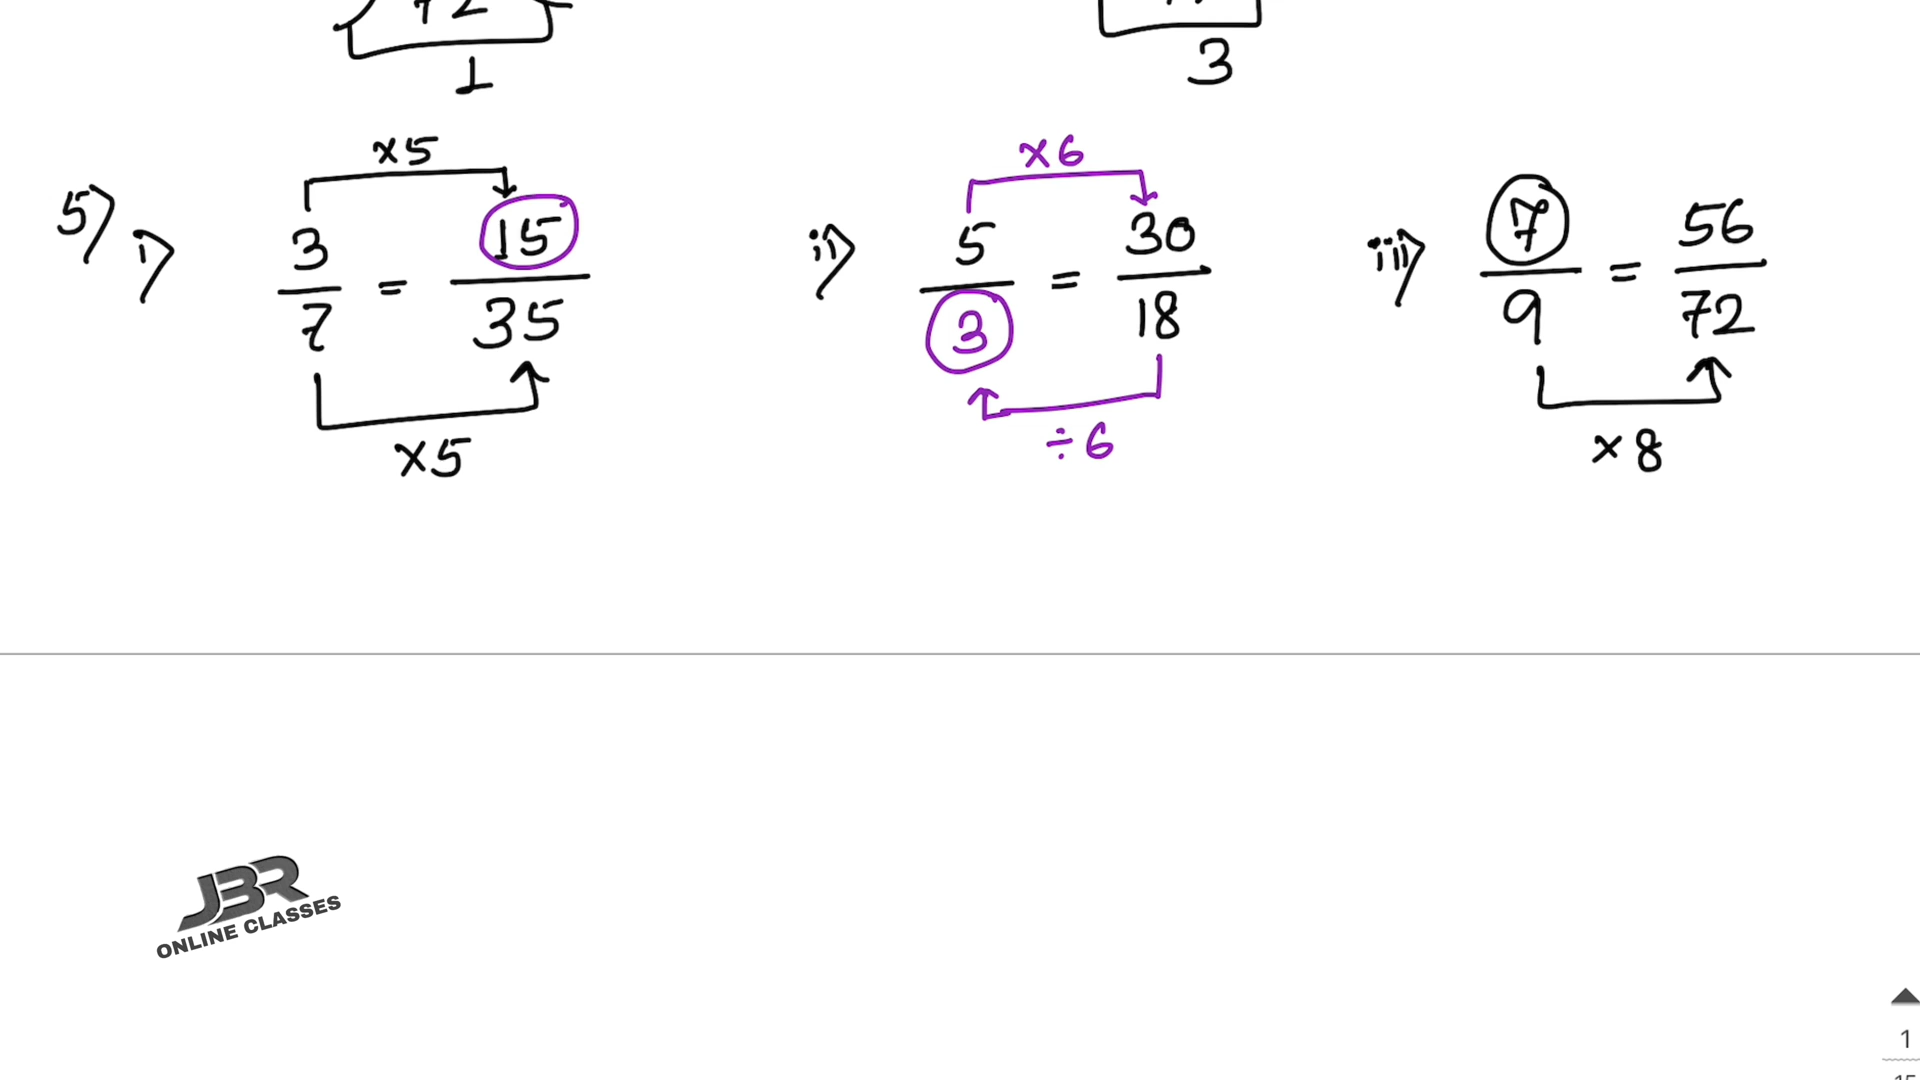 1
3
×5
×6
5) i) 3/7 = 15/35
ii) 5/3 = 30/18
iii) 7/9 = 56/72
×5
÷6
×8
JBR
ONLINE CLASSES
1